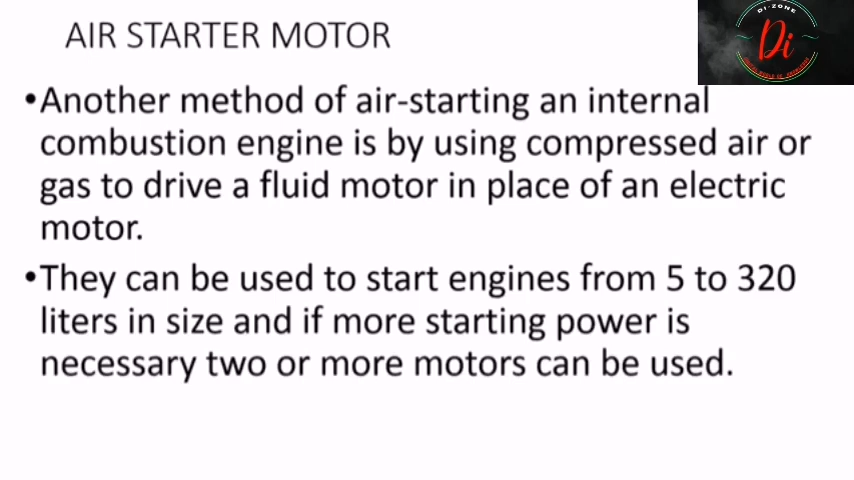 AIR STARTER MOTOR
DI-ZONE
Di
•Another method of air-starting an internal
combustion engine is by using compressed air or
gas to drive a fluid motor in place of an electric
motor.
•They can be used to start engines from 5 to 320
liters in size and if more starting power is
necessary two or more motors can be used.